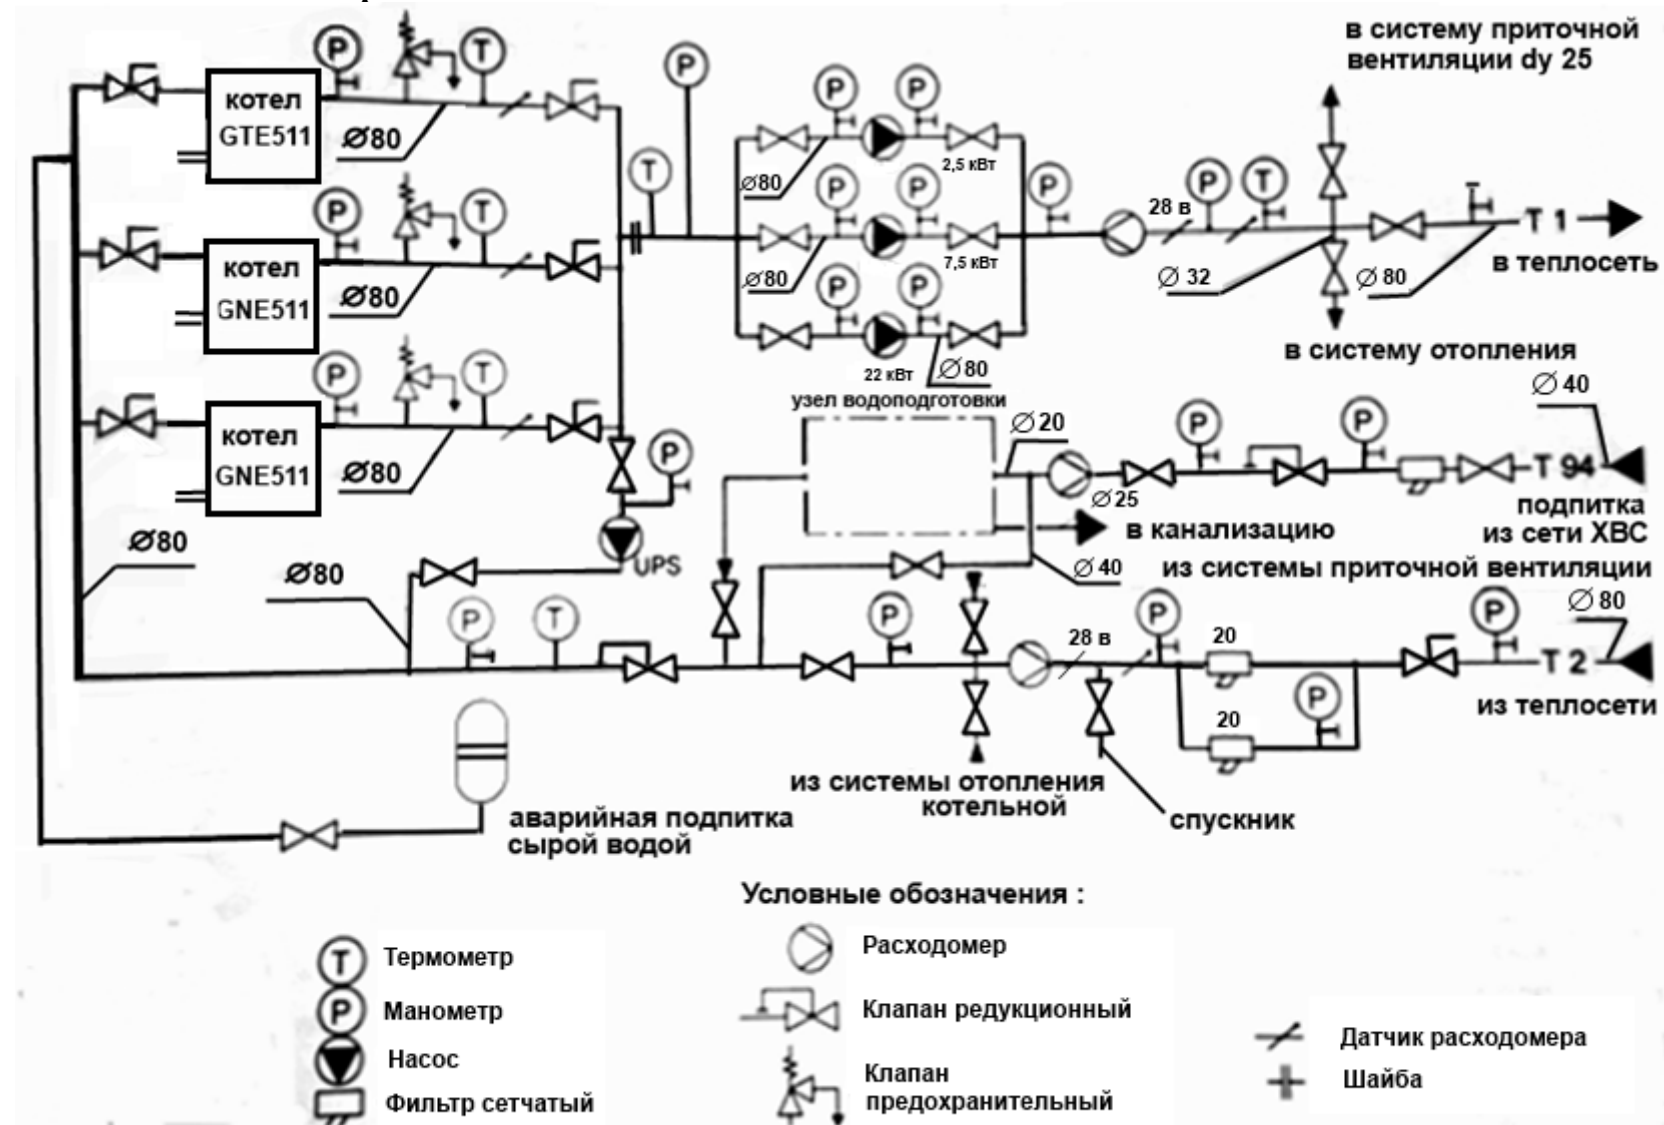 в систему приточной
вентиляции dy 25
P
T
котел
GTE511
Ø80
P
T
P
P
2,5 кВт
Ø80
P
P
P
P
T
28 в
T 1
в теплосеть
P
T
котел
GNE511
Ø80
7,5 кВт
Ø80
P
P
Ø 32
Ø 80
22 кВт
Ø80
в систему отопления
P
T
котел
GNE511
Ø80
P
узел водоподготовки
Ø20
P
P
Ø 40
T 94
Ø25
подпитка
из сети ХВС
в канализацию
Ø80
Ø80
UPS
Ø 40
из системы приточной вентиляции
P
T
P
28 в
P
20
P
Ø 80
T 2
из теплосети
20
P
из системы отопления
котельной
спускник
аварийная подпитка
сырой водой
Условные обозначения :
T
Термометр
P
Манометр
Насос
Фильтр сетчатый
Расходомер
Клапан редукционный
Клапан
предохранительный
Датчик расходомера
Шайба